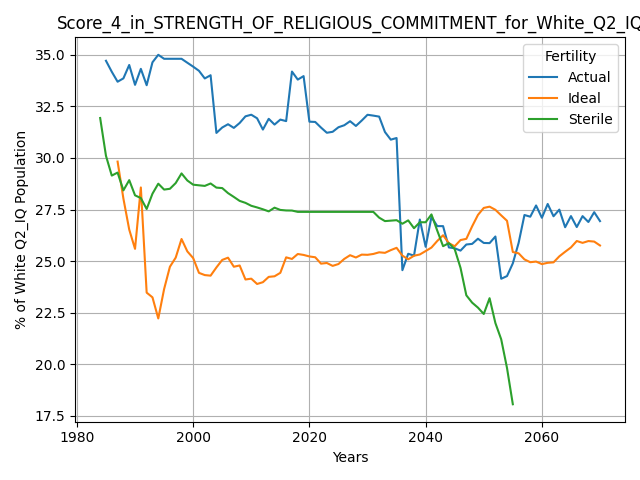 Score_4_in_STRENGTH_OF_RELIGIOUS_COMMITMENT_for_White_Q2_IQ
Fertility
Actual
Ideal
Sterile
% of White Q2_IQ Population
35.0
32.5
30.0
27.5
25.0
22.5
20.0
17.5
1980
2000
2020
2040
2060
Years